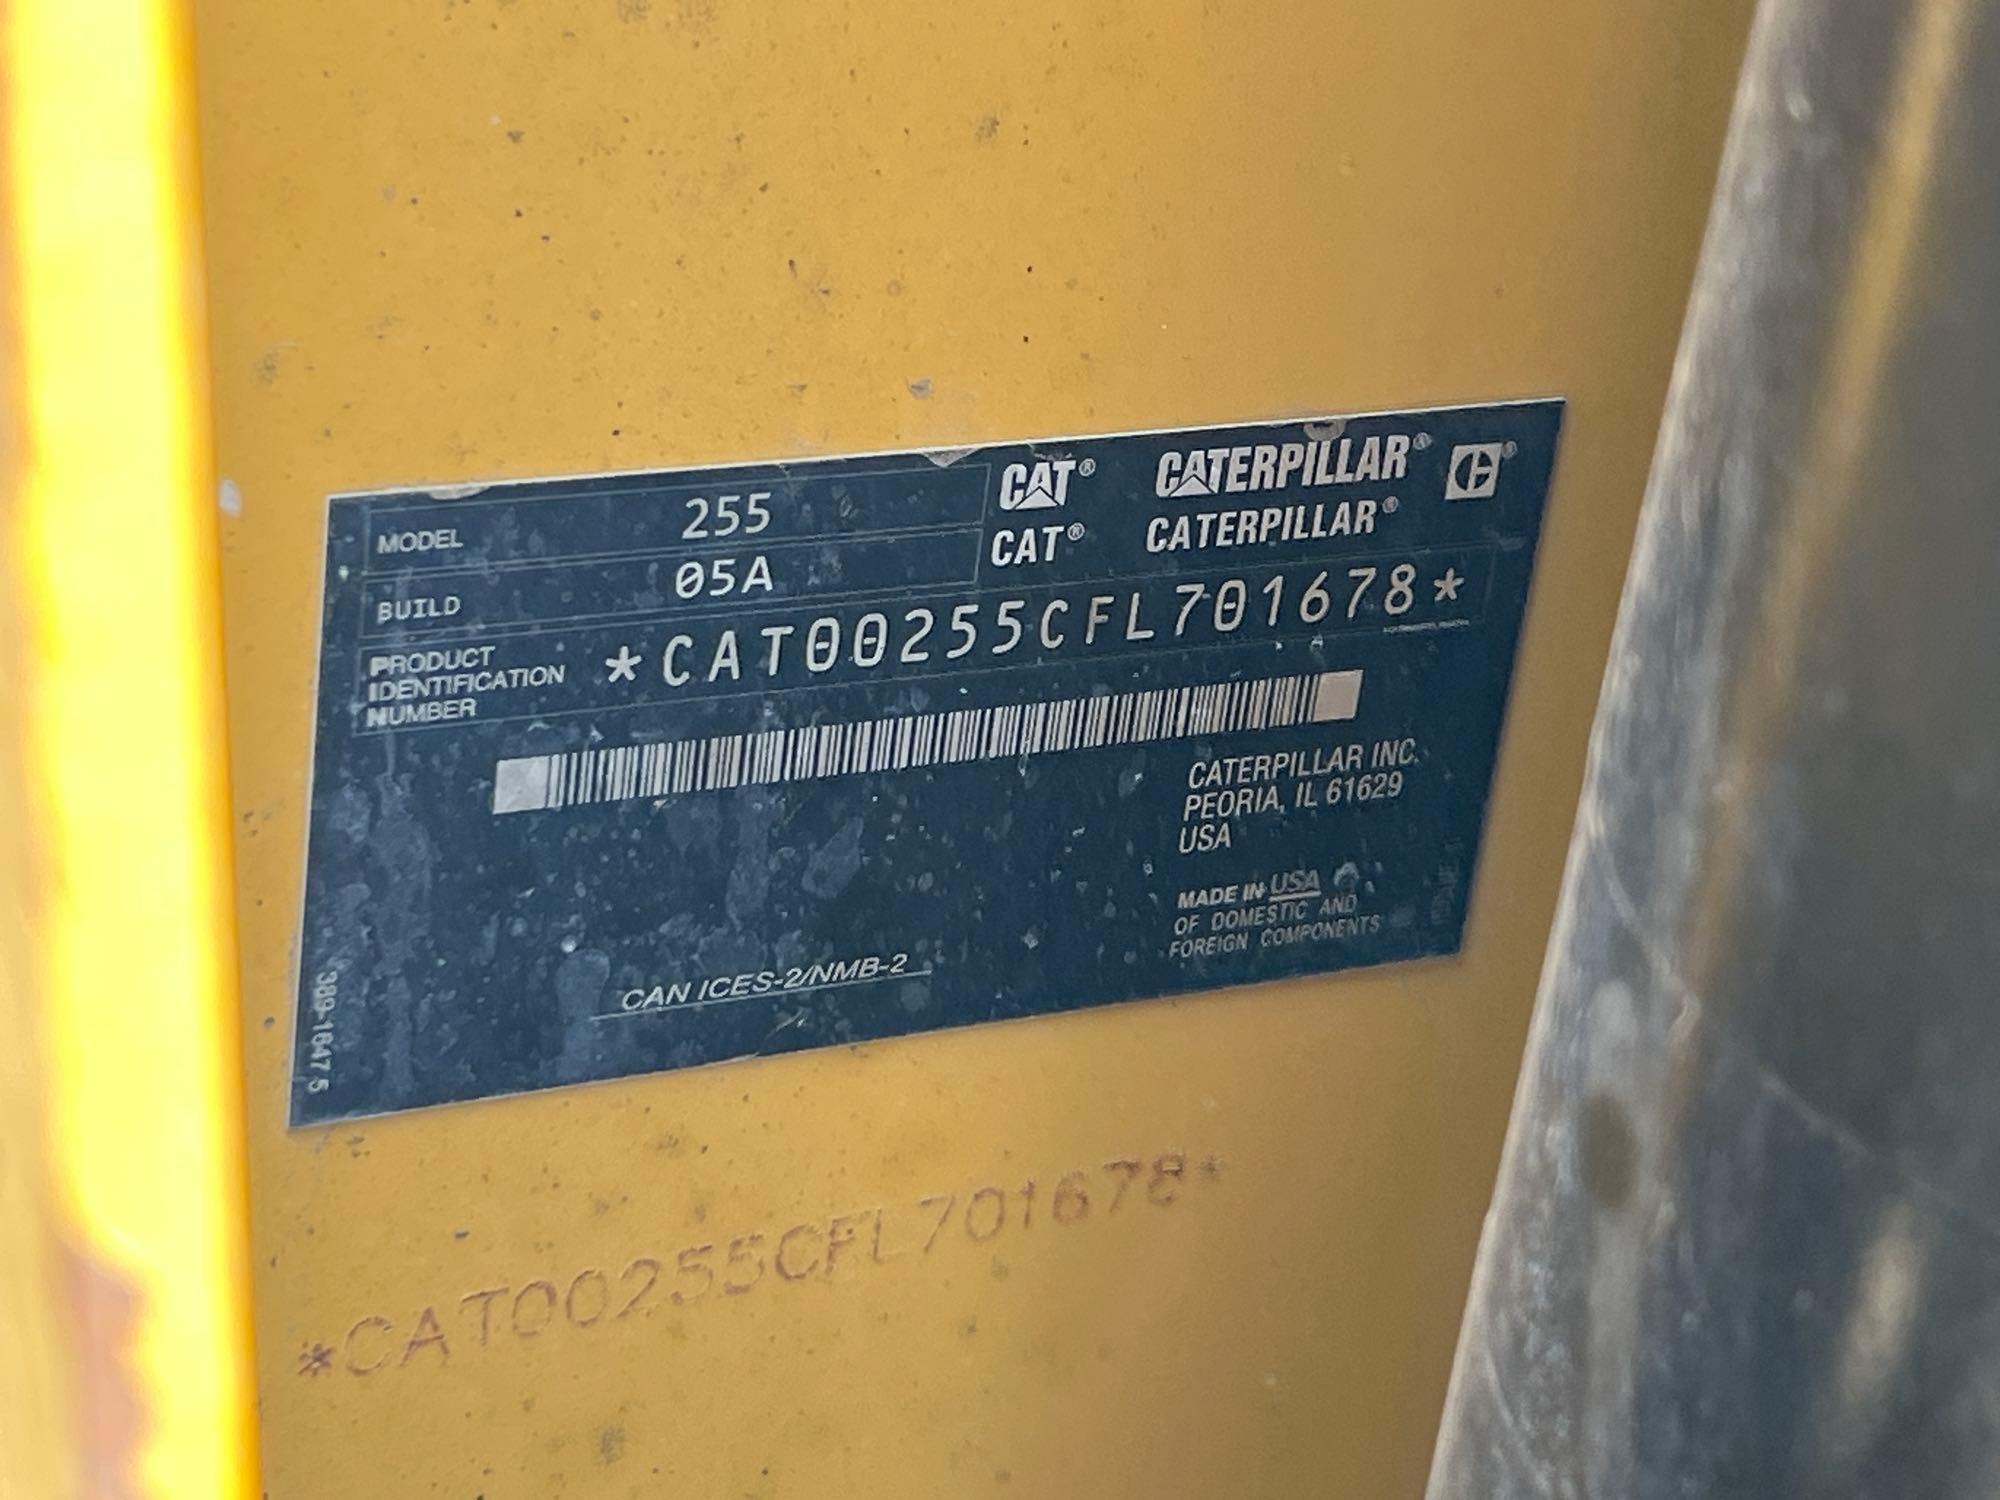 MODEL 255
BUILD 05A
CAT® CATERPILLAR®
CAT® CATERPILLAR®
PRODUCT
IDENTIFICATION
NUMBER
*CAT00255CFL701678*
CATERPILLAR INC.
PEORIA, IL 61629
USA
MADE IN USA
OF DOMESTIC AND
FOREIGN COMPONENTS
CAN ICES-2/NMB-2
389-1647 5
*CAT00255CFL701678*